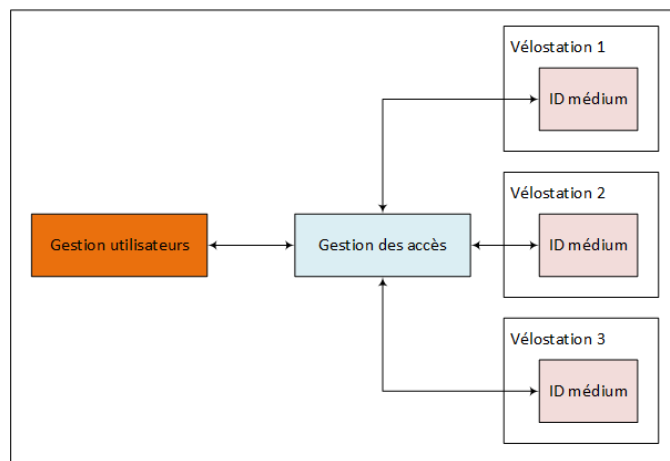 Vélostation 1
ID médium
Vélostation 2
Gestion utilisateurs
Gestion des accès
ID médium
Vélostation 3
ID médium